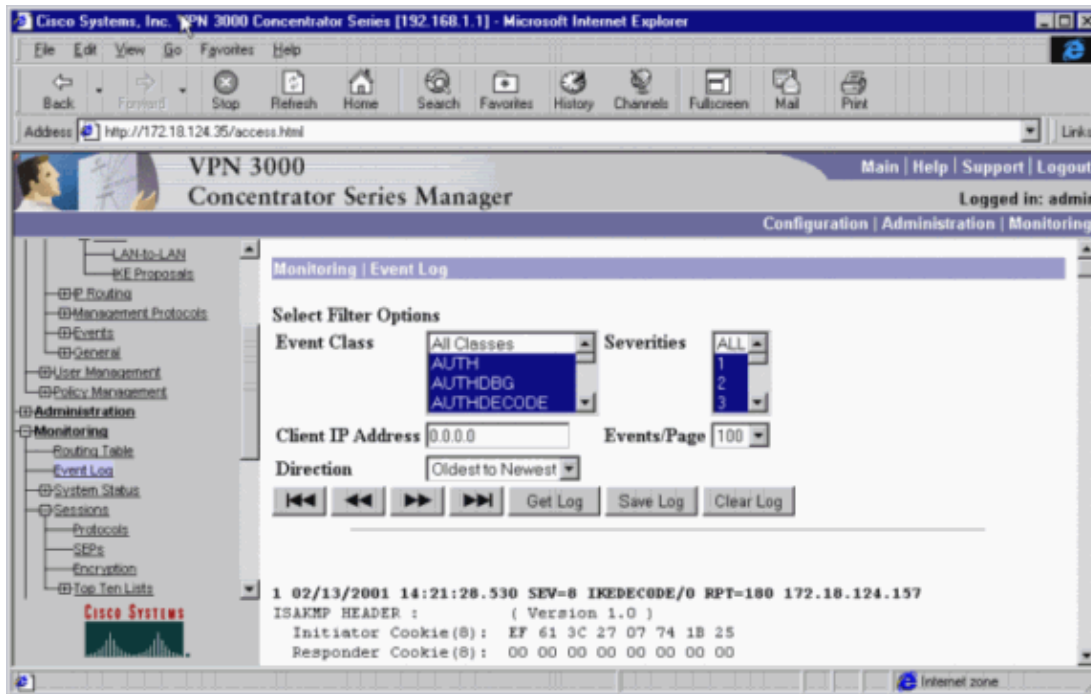 Cisco Systems, Inc. VPN 3000 Concentrator Series [192.168.1.1] - Microsoft Internet Explorer
File Edit View Go Favorites Help
Back Forward Stop Refresh Home Search Favorites History Channels Fullscreen Mail Print
Address http://172.18.124.35/access.html Links
VPN 3000
Concentrator Series Manager
Main | Help | Support | Logout
Logged in: admin
Configuration | Administration | Monitoring
LAN-to-LAN
IKE Proposals
IP Routing
Management Protocols
Events
General
User Management
Policy Management
Administration
Monitoring
Routing Table
Event Log
System Status
Sessions
Protocols
SEPs
Encryption
Top Ten Lists
CISCO SYSTEMS
Monitoring | Event Log
Select Filter Options
Event Class
All Classes
AUTH
AUTHDBG
AUTHDECODE
Severities
ALL
1
2
3
Client IP Address 0.0.0.0 Events/Page 100
Direction Oldest to Newest
Get Log Save Log Clear Log
1 02/13/2001 14:21:28.530 SEV=8 IKEDECODE/0 RPT=180 172.18.124.157
ISAKMP HEADER : ( Version 1.0 )
Initiator Cookie(8): EF 61 3C 27 07 74 1B 25
Responder Cookie(8): 00 00 00 00 00 00 00 00
Internet zone